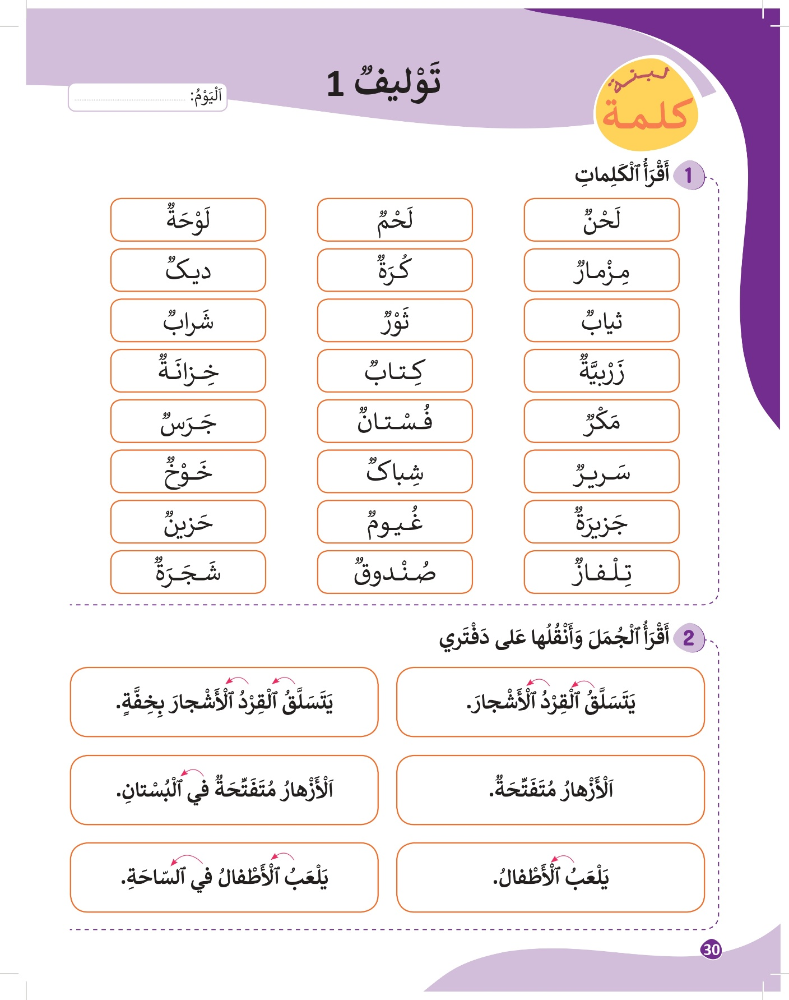 تَوْليفٌ 1
لبنة
كلمة
اَلْيَوْمُ:
1 أَقْرَأُ ٱلْكَلِماتِ
لَحْنٌ لَحْمٌ لَوْحَةٌ
مِزْمارٌ كُرَةٌ ديكٌ
ثيابٌ ثَوْرٌ شَرابٌ
زَرْبيَّةٌ كِتابٌ خِزانَةٌ
مَكْرٌ فُسْتانٌ جَرَسٌ
سَريرٌ شِباكٌ خَوْخٌ
جَزيرَةٌ غُيومٌ حَزينٌ
تِلْفازٌ صُنْدوقٌ شَجَرَةٌ
2 أَقْرَأُ ٱلْجُمَلَ وَأَنْقُلُها عَلى دَفْتَري
يَتَسَلَّقُ ٱلْقِرْدُ ٱلْأَشْجارَ. يَتَسَلَّقُ ٱلْقِرْدُ ٱلْأَشْجارَ بِخِفَّةٍ.
اَلْأَزْهارُ مُتَفَتِّحَةٌ. اَلْأَزْهارُ مُتَفَتِّحَةٌ في ٱلْبُسْتانِ.
يَلْعَبُ ٱلْأَطْفالُ. يَلْعَبُ ٱلْأَطْفالُ في ٱلسّاحَةِ.
30